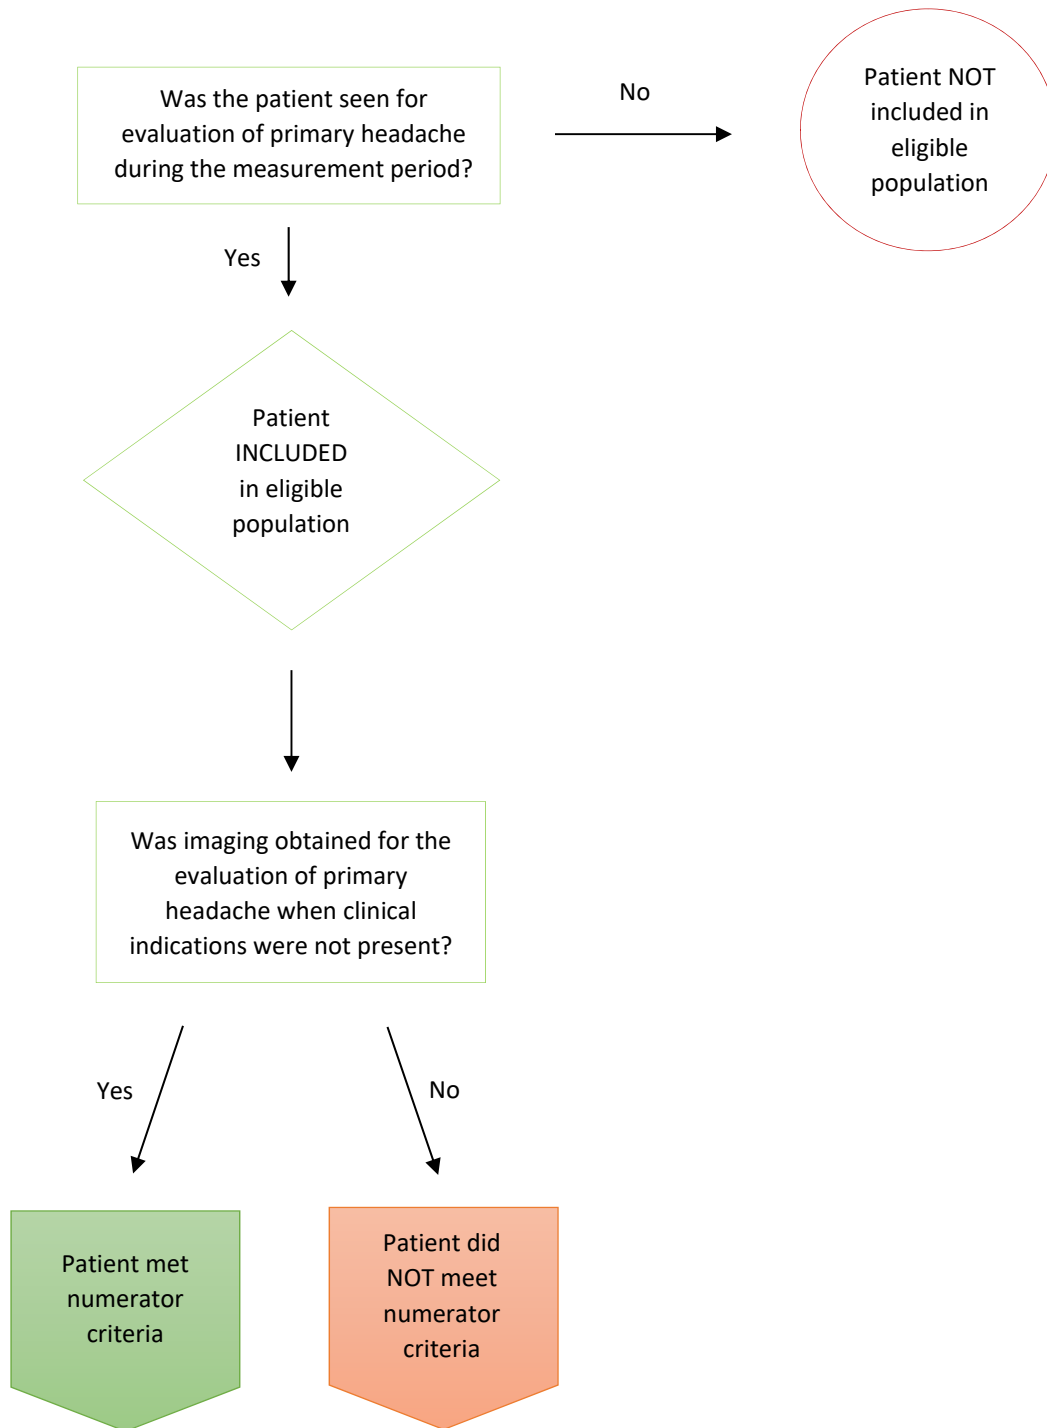 Was the patient seen for
evaluation of primary headache
during the measurement period?
No
Patient NOT
included in
eligible
population
Yes
Patient
INCLUDED
in eligible
population
Was imaging obtained for the
evaluation of primary
headache when clinical
indications were not present?
Yes
No
Patient met
numerator
criteria
Patient did
NOT meet
numerator
criteria